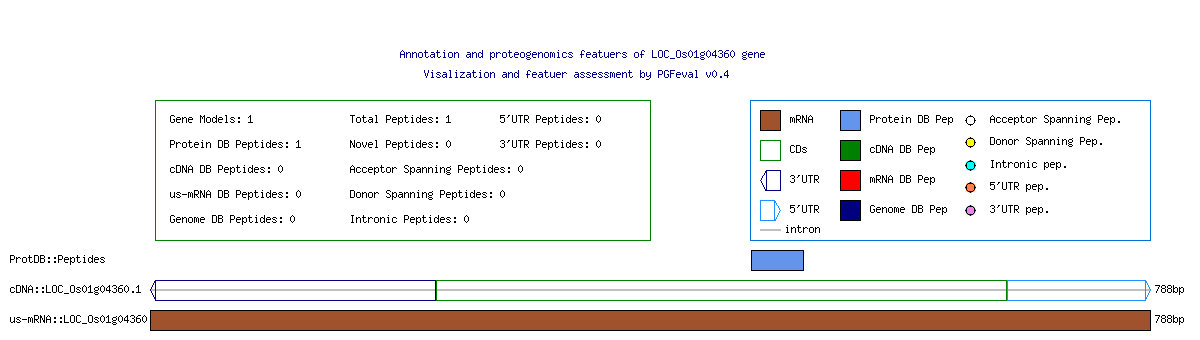 Annotation and proteogenomics featuers of LOC_Os01g04360 gene
Visalization and featuer assessment by PGFeval v0.4
Gene Models: 1 Total Peptides: 1 5'UTR Peptides: 0
Protein DB Peptides: 1 Novel Peptides: 0 3'UTR Peptides: 0
cDNA DB Peptides: 0 Acceptor Spanning Peptides: 0
us-mRNA DB Peptides: 0 Donor Spanning Peptides: 0
Genome DB Peptides: 0 Intronic Peptides: 0
mRNA Protein DB Pep Acceptor Spanning Pep.
CDs cDNA DB Pep Donor Spanning Pep.
3'UTR mRNA DB Pep Intronic pep.
5'UTR Genome DB Pep 5'UTR pep.
3'UTR pep.
intron
ProtDB::Peptides
cDNA::LOC_Os01g04360.1 788bp
us-mRNA::LOC_Os01g04360 788bp